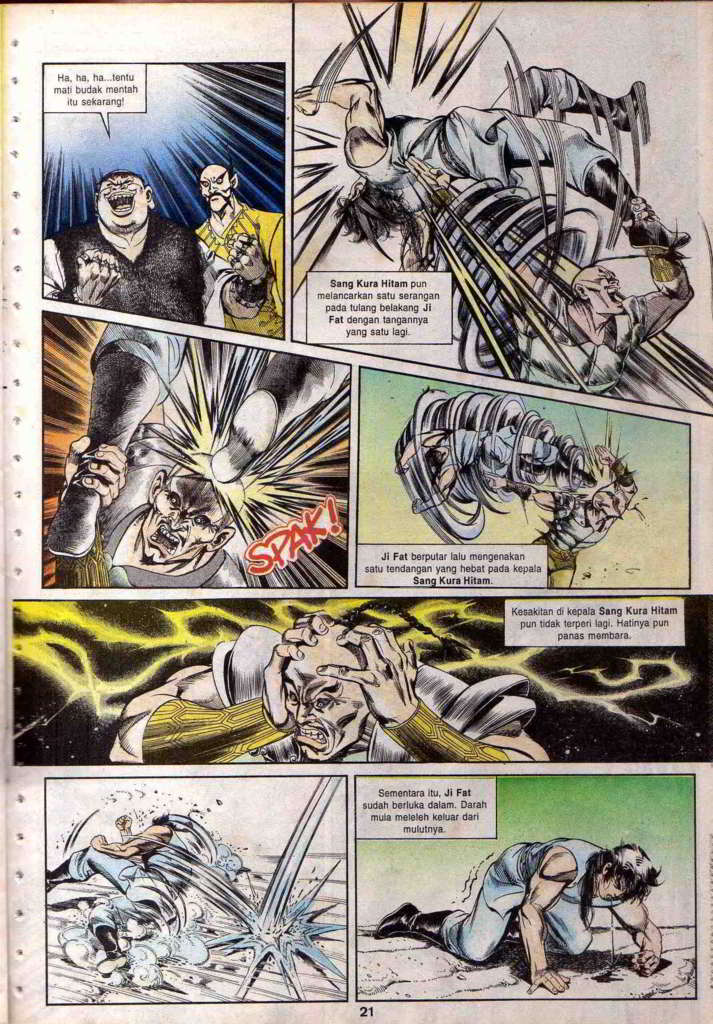 Ha, ha, ha...tentu
mati budak mentah
itu sekarang!
Sang Kura Hitam pun
melancarkan satu serangan
pada tulang belakang Ji
Fat dengan tangannya
yang satu lagi.
SPAK!
Ji Fat berputar lalu mengenakan
satu tendangan yang hebat pada kepala
Sang Kura Hitam.
Kesakitan di kepala Sang Kura Hitam
pun tidak terperi lagi. Hatinya pun
panas membara.
Sementara itu, Ji Fat
sudah berluka dalam. Darah
mula meleleh keluar dari
mulutnya.
21